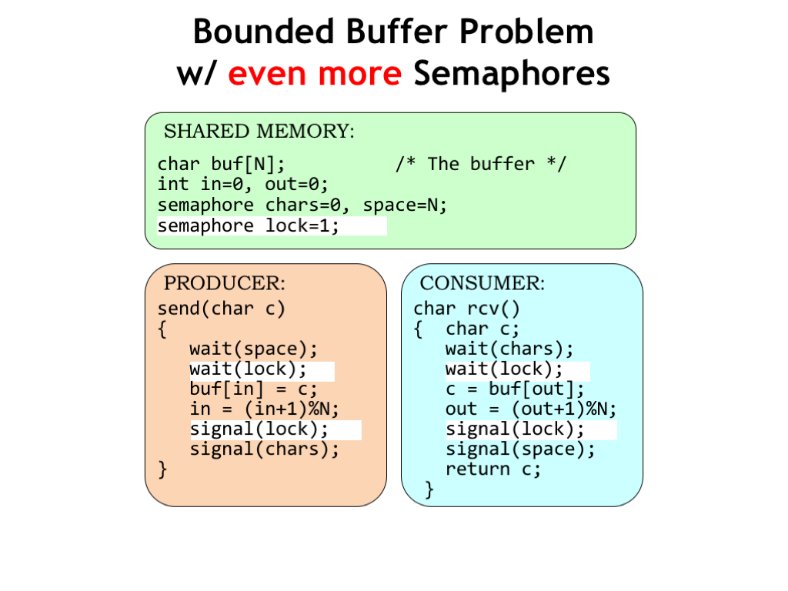 Bounded Buffer Problem
w/ even more Semaphores
SHARED MEMORY:
char buf[N];          /* The buffer */
int in=0, out=0;
semaphore chars=0, space=N;
semaphore lock=1;
PRODUCER:
send(char c)
{
   wait(space);
   wait(lock);
   buf[in] = c;
   in = (in+1)%N;
   signal(lock);
   signal(chars);
}
CONSUMER:
char rcv()
{  char c;
   wait(chars);
   wait(lock);
   c = buf[out];
   out = (out+1)%N;
   signal(lock);
   signal(space);
   return c;
 }